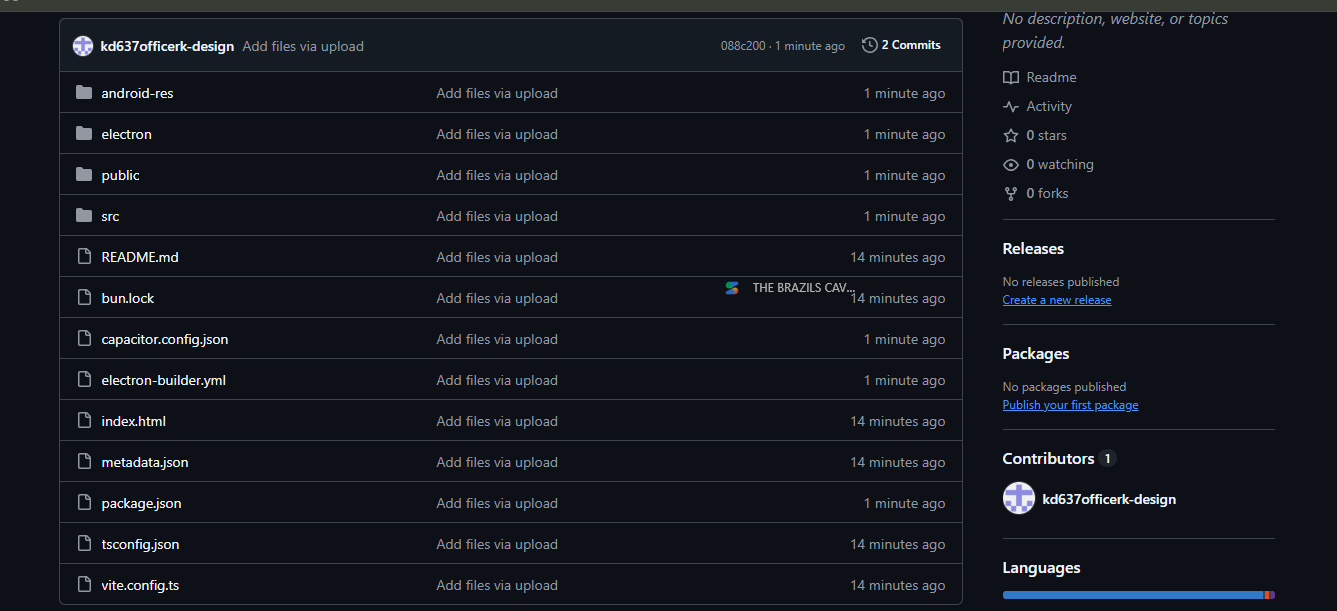 kd637officerk-design Add files via upload 088c200 · 1 minute ago 2 Commits
android-res Add files via upload 1 minute ago
electron Add files via upload 1 minute ago
public Add files via upload 1 minute ago
src Add files via upload 1 minute ago
README.md Add files via upload 14 minutes ago
bun.lock Add files via upload 14 minutes ago
THE BRAZILS CAV...
capacitor.config.json Add files via upload 1 minute ago
electron-builder.yml Add files via upload 1 minute ago
index.html Add files via upload 14 minutes ago
metadata.json Add files via upload 14 minutes ago
package.json Add files via upload 1 minute ago
tsconfig.json Add files via upload 14 minutes ago
vite.config.ts Add files via upload 14 minutes ago
No description, website, or topics
provided.
Readme
Activity
0 stars
0 watching
0 forks
Releases
No releases published
Create a new release
Packages
No packages published
Publish your first package
Contributors 1
kd637officerk-design
Languages